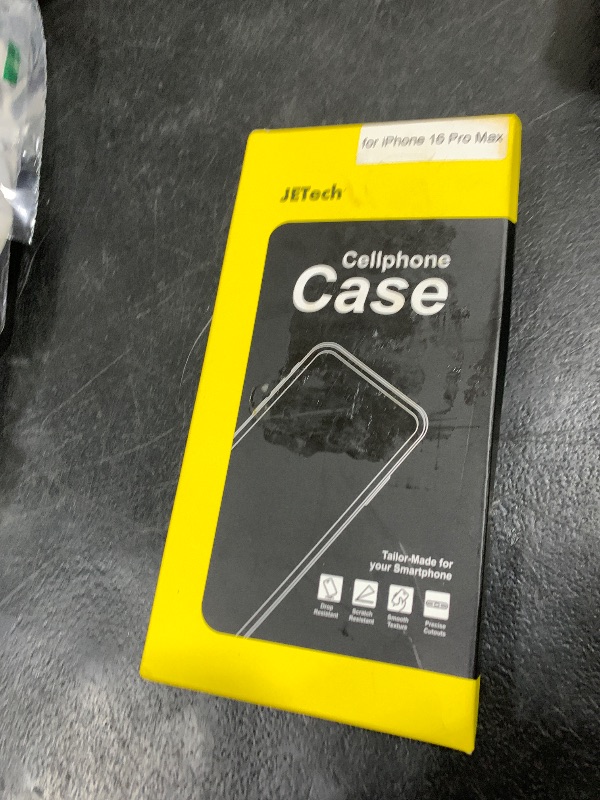 for iPhone 16 Pro Max
JETech
Cellphone
Case
Tailor-Made for
your Smartphone
Drop
Resistant
Scratch
Resistant
Smooth
Texture
Precise
Cutouts